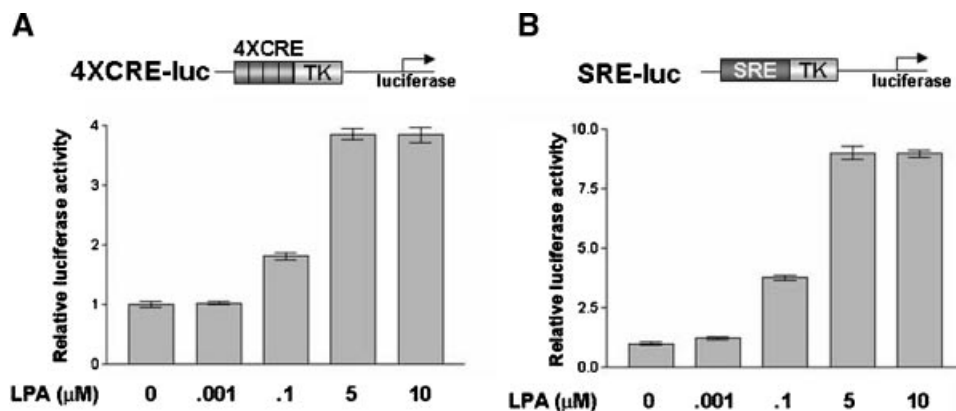 A
4XCRE-luc
4XCRE
TK
luciferase
Relative luciferase activity
4
3
2
1
0
LPA (μM) 0 .001 .1 5 10
B
SRE-luc
SRE TK
luciferase
Relative luciferase activity
10.0
7.5
5.0
2.5
0.0
LPA (μM) 0 .001 .1 5 10